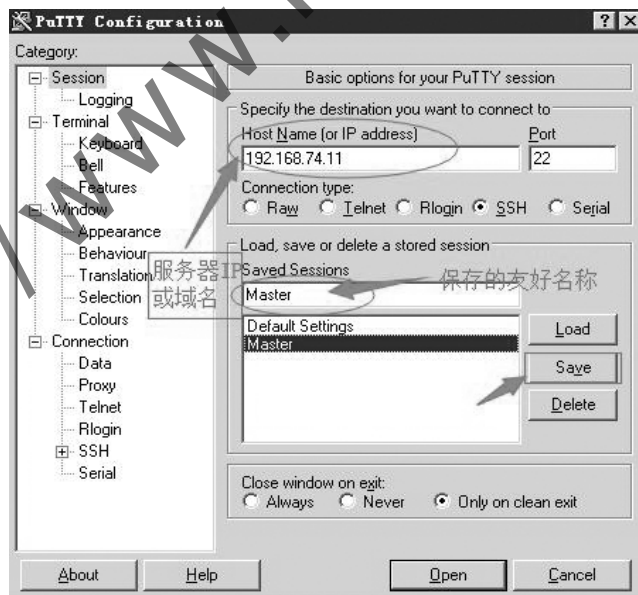 PuTTY Configuration
Category:
Session
Logging
Terminal
Keyboard
Bell
Features
Window
Appearance
Behaviour
Translation
Selection
Colours
Connection
Data
Proxy
Telnet
Rlogin
SSH
Serial
Basic options for your PuTTY session
Specify the destination you want to connect to
Host Name (or IP address)
Port
192.168.74.11
22
Connection type:
Raw Telnet Rlogin SSH Serial
Load, save or delete a stored session
Saved Sessions
Master
Default Settings
Master
Load
Save
Delete
服务器IP
或域名
保存的友好名称
Close window on exit:
Always Never Only on clean exit
About
Help
Open
Cancel